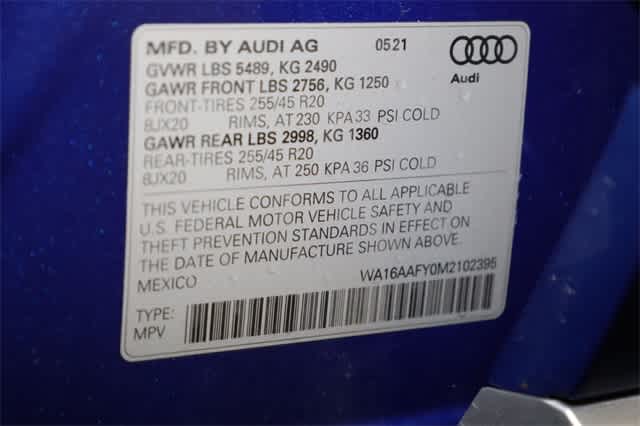 MFD. BY AUDI AG 0521
GVWR LBS 5489, KG 2490
GAWR FRONT LBS 2756, KG 1250
Audi
FRONT-TIRES 255/45 R20
8JX20 RIMS, AT 230 KPA 33 PSI COLD
GAWR REAR LBS 2998, KG 1360
REAR-TIRES 255/45 R20
8JX20 RIMS, AT 250 KPA 36 PSI COLD
THIS VEHICLE CONFORMS TO ALL APPLICABLE
U.S. FEDERAL MOTOR VEHICLE SAFETY AND
THEFT PREVENTION STANDARDS IN EFFECT ON
THE DATE OF MANUFACTURE SHOWN ABOVE.
MEXICO WA16AAFY0M2102395
TYPE:
MPV